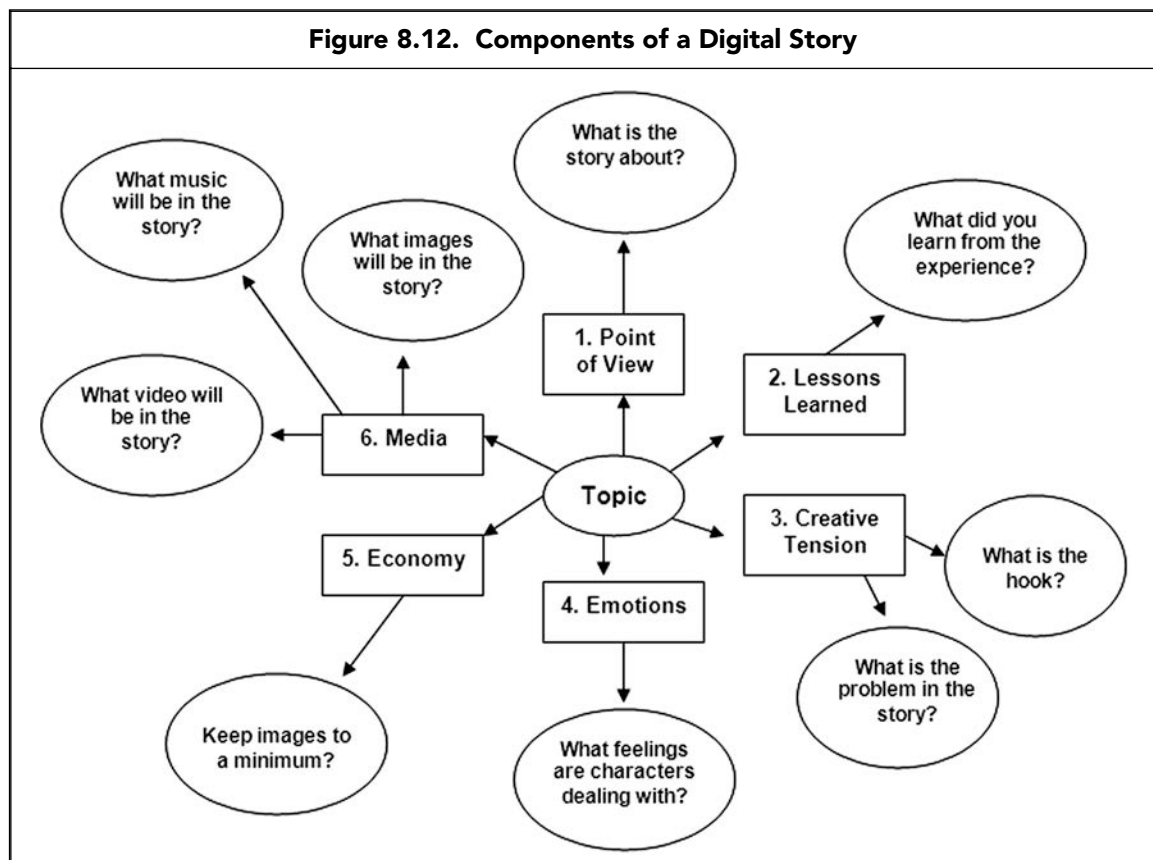 Figure 8.12. Components of a Digital Story
What is the
story about?
What music
will be in the
story?
What images
will be in the
story?
What did you
learn from the
experience?
1. Point
of View
2. Lessons
Learned
What video will
be in the
story?
6. Media
Topic
3. Creative
Tension
What is the
hook?
5. Economy
4. Emotions
What is the
problem in the
story?
Keep images to
a minimum?
What feelings
are characters
dealing with?